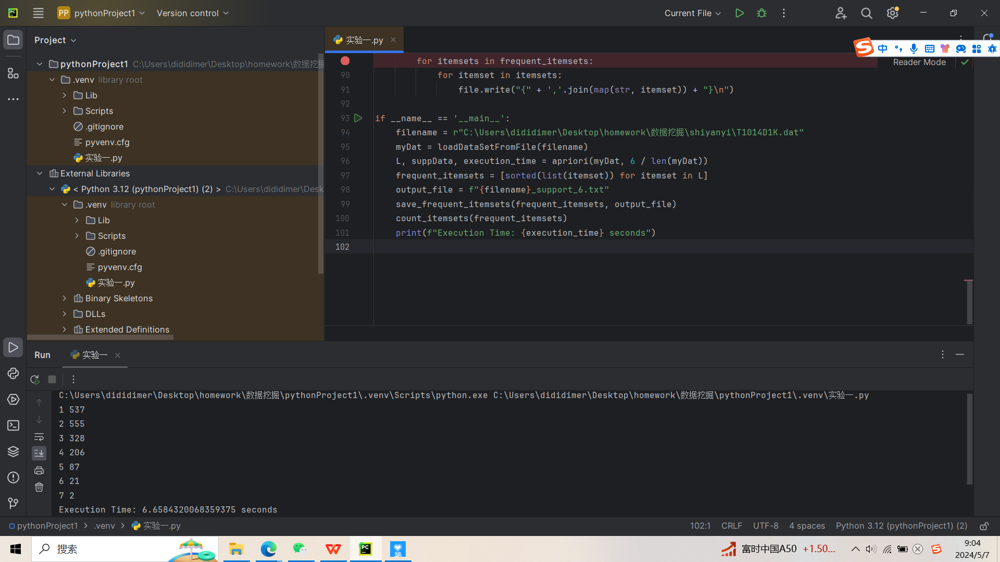 PP pythonProject1 Version control Current File
Project
实验一.py
中
Reader Mode
pythonProject1 C:\Users\dididimer\Desktop\homework\数据挖掘
.venv library root
Lib
Scripts
.gitignore
pyvenv.cfg
实验一.py
External Libraries
< Python 3.12 (pythonProject1) (2) > C:\Users\dididimer\Desk
.venv library root
Lib
Scripts
.gitignore
pyvenv.cfg
实验一.py
Binary Skeletons
DLLs
Extended Definitions
for itemsets in frequent_itemsets:
90 for itemset in itemsets:
91 file.write("{" + ','.join(map(str, itemset)) + "}\n")
92
93 if __name__ == '__main__':
94 filename = r"C:\Users\dididimer\Desktop\homework\数据挖掘\shiyanyi\T1014D1K.dat"
95 myDat = loadDataSetFromFile(filename)
96 L, suppData, execution_time = apriori(myDat, 6 / len(myDat))
97 frequent_itemsets = [sorted(list(itemset)) for itemset in L]
98 output_file = f"{filename}_support_6.txt"
99 save_frequent_itemsets(frequent_itemsets, output_file)
100 count_itemsets(frequent_itemsets)
101 print(f"Execution Time: {execution_time} seconds")
102
Run 实验一
C:\Users\dididimer\Desktop\homework\数据挖掘\pythonProject1\.venv\Scripts\python.exe C:\Users\dididimer\Desktop\homework\数据挖掘\pythonProject1\.venv\实验一.py
1 537
2 555
3 328
4 206
5 87
6 21
7 2
Execution Time: 6.6584320068359375 seconds
pythonProject1 > .venv > 实验一.py 102:1 CRLF UTF-8 4 spaces Python 3.12 (pythonProject1) (2)
搜索
富时中国A50 +1.50...
9:04
2024/5/7